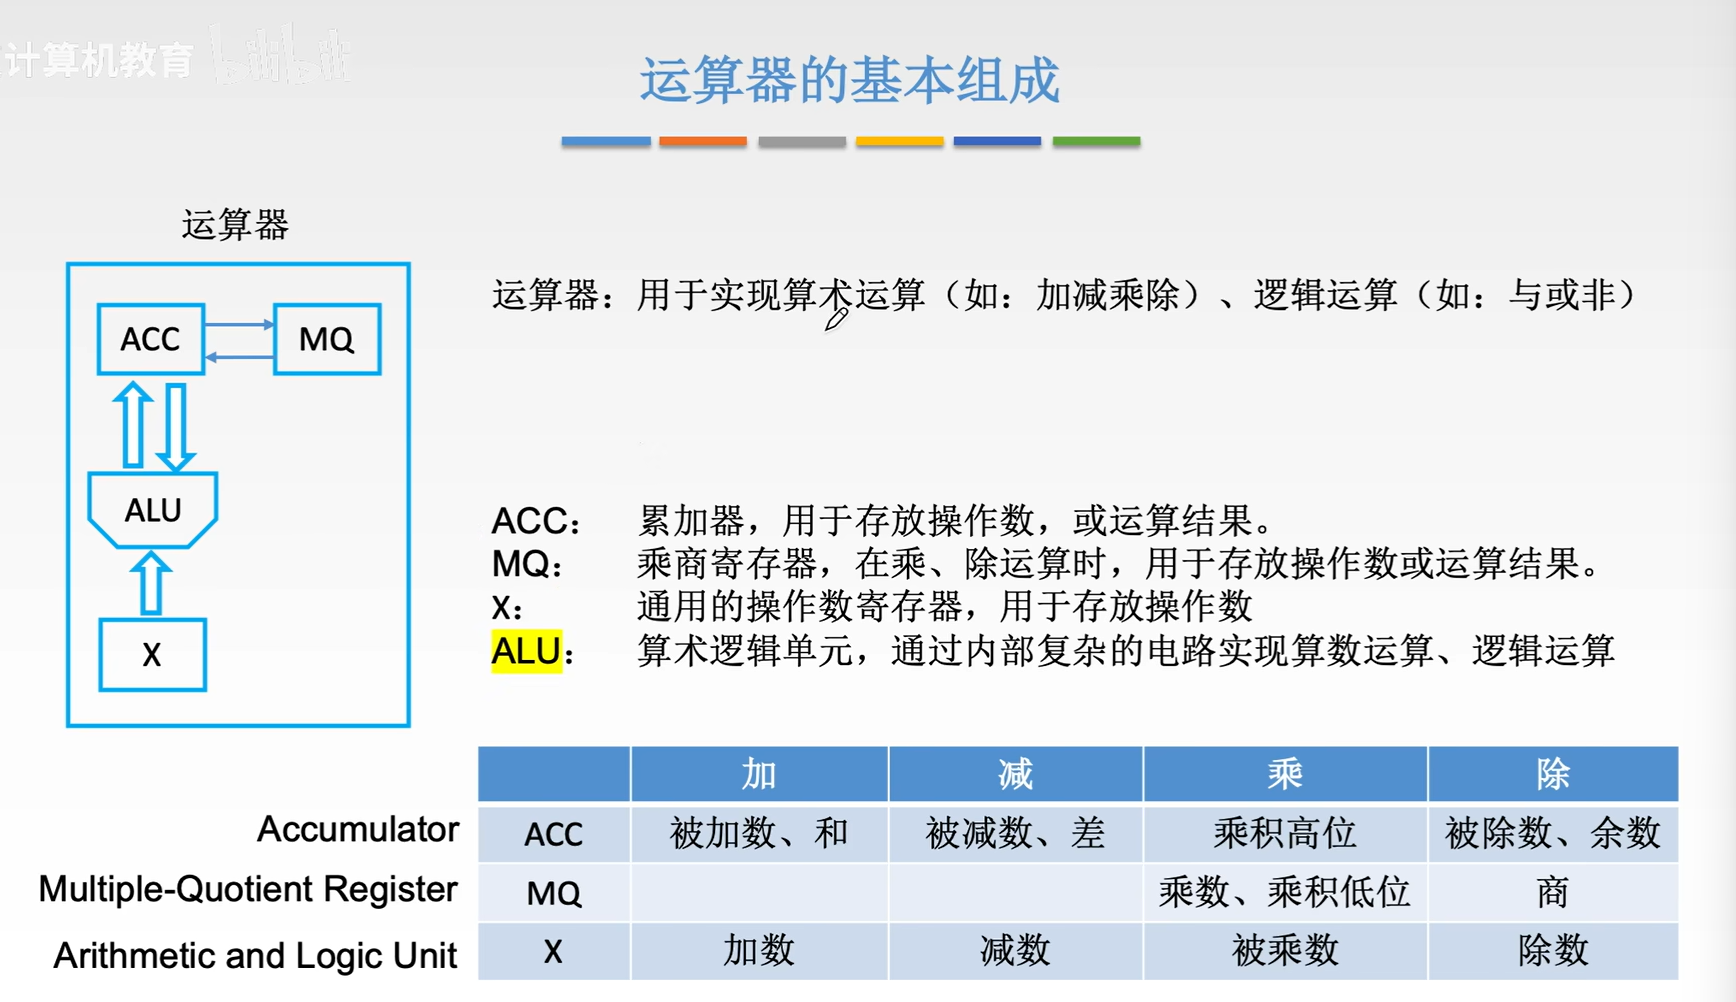 计算机教育 bilibili
运算器的基本组成
运算器
ACC
MQ
ALU
X
运算器：用于实现算术运算（如：加减乘除）、逻辑运算（如：与或非）
ACC： 累加器，用于存放操作数，或运算结果。
MQ： 乘商寄存器，在乘、除运算时，用于存放操作数或运算结果。
X： 通用的操作数寄存器，用于存放操作数
ALU： 算术逻辑单元，通过内部复杂的电路实现算数运算、逻辑运算
加 减 乘 除
Accumulator ACC 被加数、和 被减数、差 乘积高位 被除数、余数
Multiple-Quotient Register MQ 乘数、乘积低位 商
Arithmetic and Logic Unit X 加数 减数 被乘数 除数